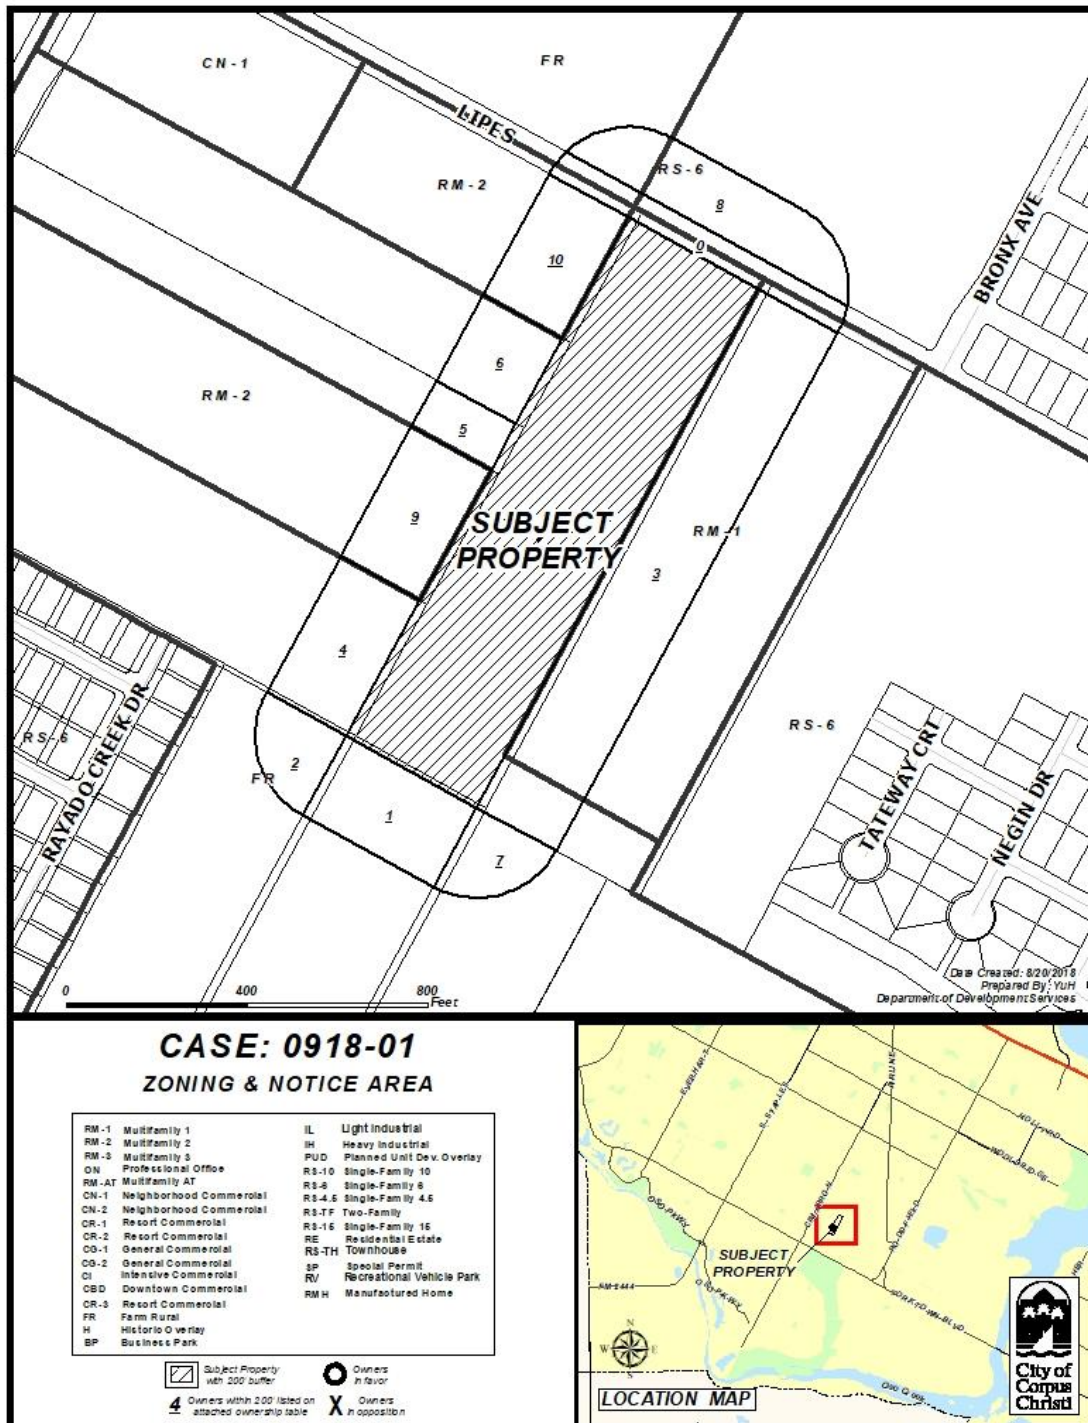 CN-1
FR
LIPES
RM-2
RS-6
8
0
10
BRONX AVE
6
RM-2
5
9
SUBJECT
PROPERTY
RM-1
3
4
RS-6
RS-6
RAYADO CREEK DR
2
FR
1
7
TATEWAY CRT
NEGIN DR
0 400 800
Feet
Date Created: 8/20/2018
Prepared By: YuH
Department of Development Services
CASE: 0918-01
ZONING & NOTICE AREA
RM-1 Multifamily 1
RM-2 Multifamily 2
RM-3 Multifamily 3
ON Professional Office
RM-AT Multifamily AT
CN-1 Neighborhood Commercial
CN-2 Neighborhood Commercial
CR-1 Resort Commercial
CR-2 Resort Commercial
CG-1 General Commercial
CG-2 General Commercial
CI Intensive Commercial
CBD Downtown Commercial
CR-3 Resort Commercial
FR Farm Rural
H Historic Overlay
BP Business Park
IL Light Industrial
IH Heavy Industrial
PUD Planned Unit Dev. Overlay
RS-10 Single-Family 10
RS-6 Single-Family 6
RS-4.5 Single-Family 4.5
RS-TF Two-Family
RS-15 Single-Family 15
RE Residential Estate
RS-TH Townhouse
SP Special Permit
RV Recreational Vehicle Park
RMH Manufactured Home
Subject Property
with 200' buffer
Owners
in favor
4 Owners within 200' listed on
attached ownership table
X Owners
in opposition
OSO PKWY
SUBJECT
PROPERTY
FM-2444
OSO PKWY
YORKTOWN BLVD
Oso Creek
N
W E
S
LOCATION MAP
City of
Corpus
Christi